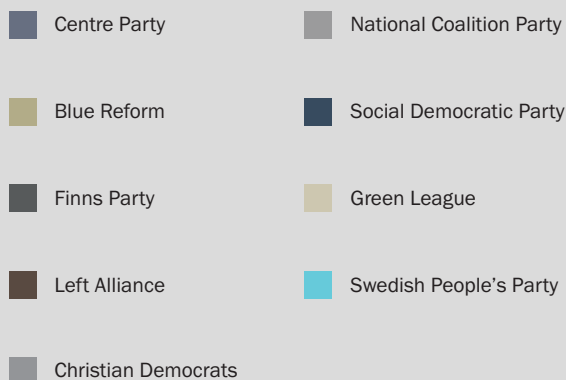 Centre Party
National Coalition Party
Blue Reform
Social Democratic Party
Finns Party
Green League
Left Alliance
Swedish People’s Party
Christian Democrats